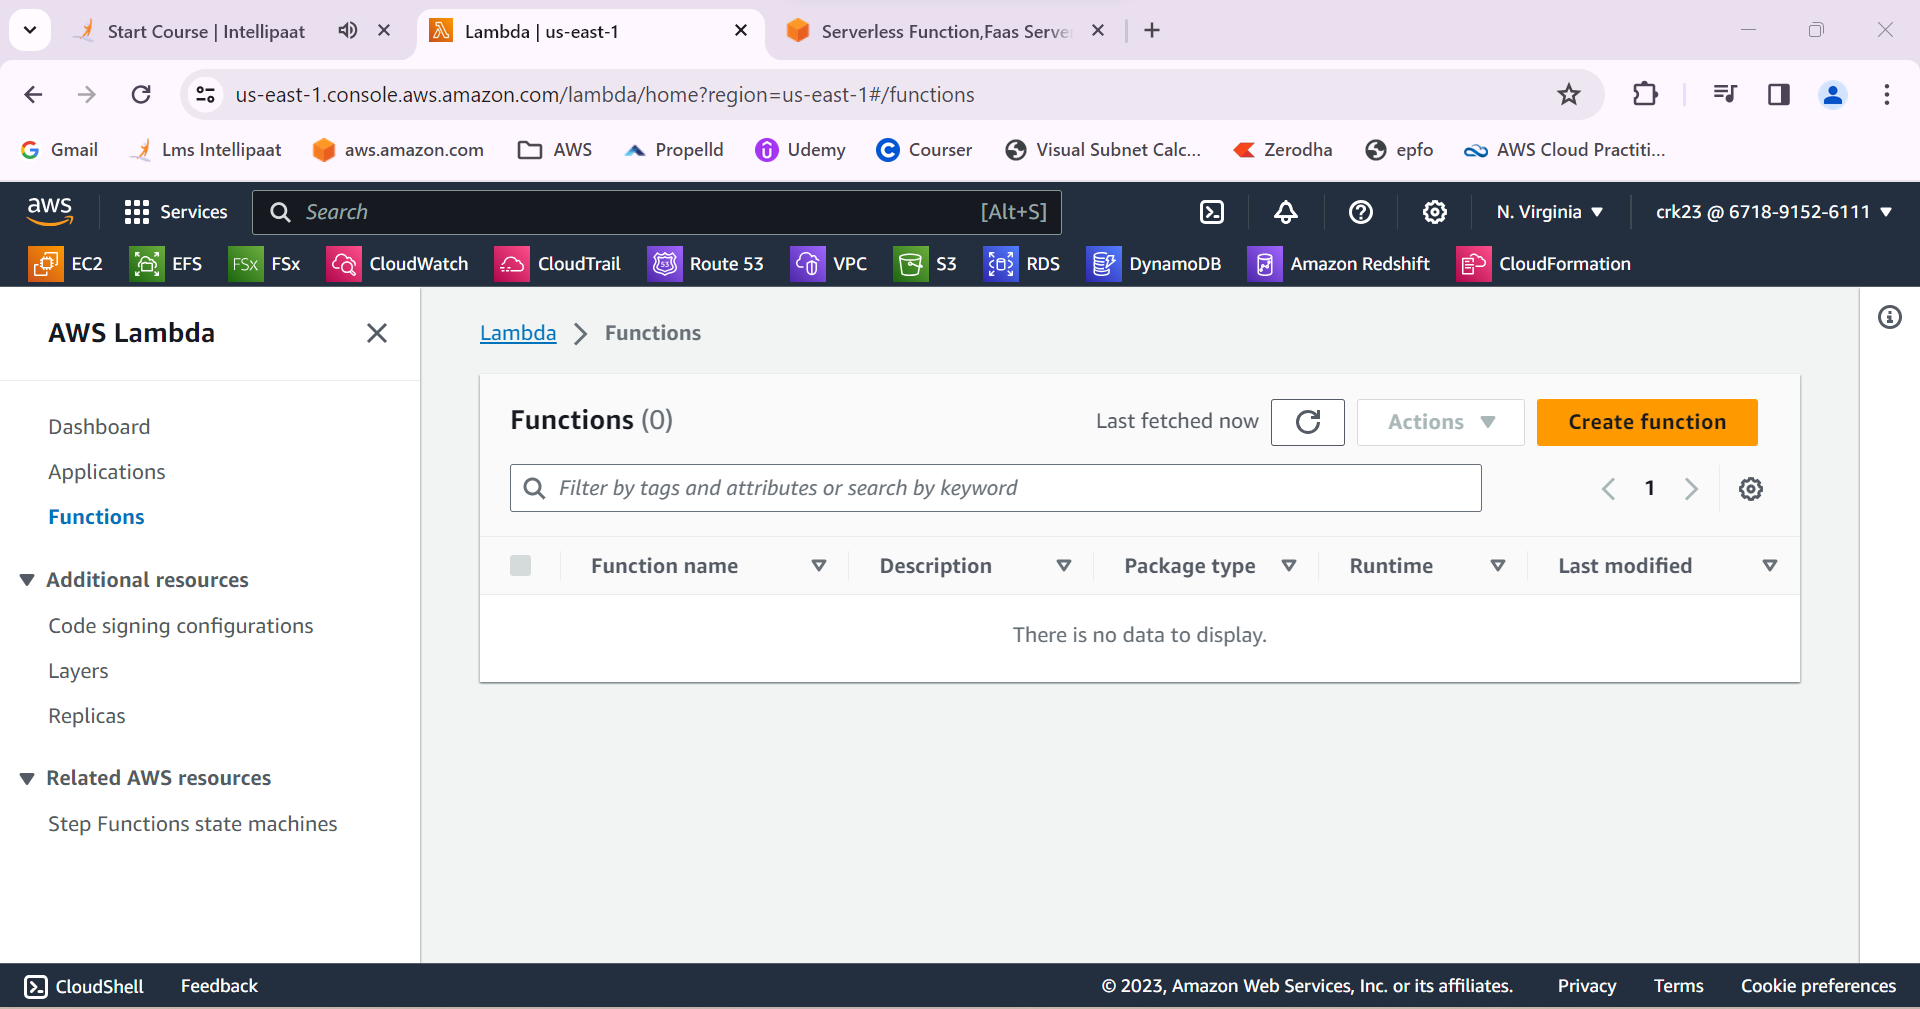 Start Course | Intellipaat
Lambda | us-east-1
Serverless Function,Faas Serve
us-east-1.console.aws.amazon.com/lambda/home?region=us-east-1#/functions
Gmail
Lms Intellipaat
aws.amazon.com
AWS
Propelld
Udemy
Courser
Visual Subnet Calc...
Zerodha
epfo
AWS Cloud Practiti...
aws
Services
Search
[Alt+S]
N. Virginia
crk23 @ 6718-9152-6111
EC2
EFS
FSx
FSx
CloudWatch
CloudTrail
53
Route 53
VPC
S3
RDS
DynamoDB
Amazon Redshift
CloudFormation
AWS Lambda
Dashboard
Applications
Functions
Additional resources
Code signing configurations
Layers
Replicas
Related AWS resources
Step Functions state machines
Lambda
Functions
Functions (0)
Last fetched now
Actions
Create function
Filter by tags and attributes or search by keyword
1
Function name
Description
Package type
Runtime
Last modified
There is no data to display.
CloudShell
Feedback
© 2023, Amazon Web Services, Inc. or its affiliates.
Privacy
Terms
Cookie preferences